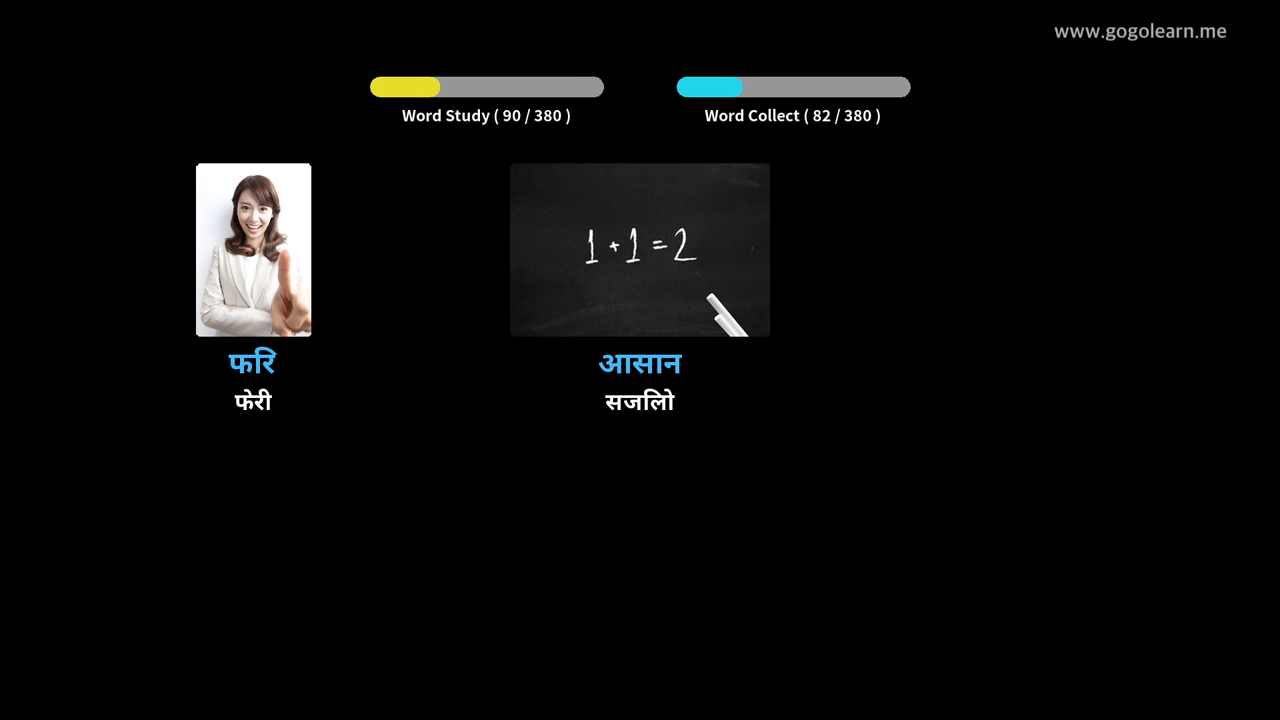 www.gogolearn.me
Word Study ( 90 / 380 )
Word Collect ( 82 / 380 )
1 + 1 = 2
फरि
फेरी
आसान
सजलिो